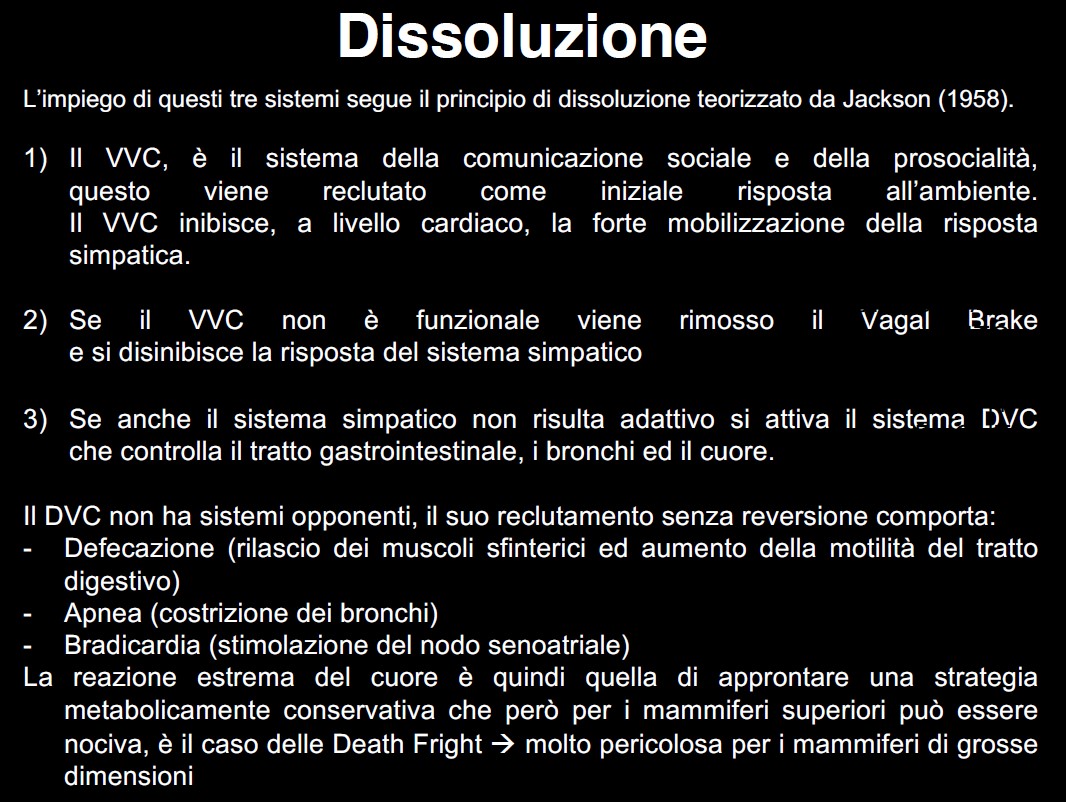 Dissoluzione
L'impiego di questi tre sistemi segue il principio di dissoluzione teorizzato da Jackson (1958).
1) Il VVC, è il sistema della comunicazione sociale e della prosocialità,
questo viene reclutato come iniziale risposta all'ambiente.
Il VVC inibisce, a livello cardiaco, la forte mobilizzazione della risposta
simpatica.
2) Se il VVC non è funzionale viene rimosso il Vagal Brake
e si disinibisce la risposta del sistema simpatico
3) Se anche il sistema simpatico non risulta adattivo si attiva il sistema DVC
che controlla il tratto gastrointestinale, i bronchi ed il cuore.
Il DVC non ha sistemi opponenti, il suo reclutamento senza reversione comporta:
- Defecazione (rilascio dei muscoli sfinterici ed aumento della motilità del tratto
digestivo)
- Apnea (costrizione dei bronchi)
- Bradicardia (stimolazione del nodo senoatriale)
La reazione estrema del cuore è quindi quella di approntare una strategia
metabolicamente conservativa che però per i mammiferi superiori può essere
nociva, è il caso delle Death Fright → molto pericolosa per i mammiferi di grosse
dimensioni